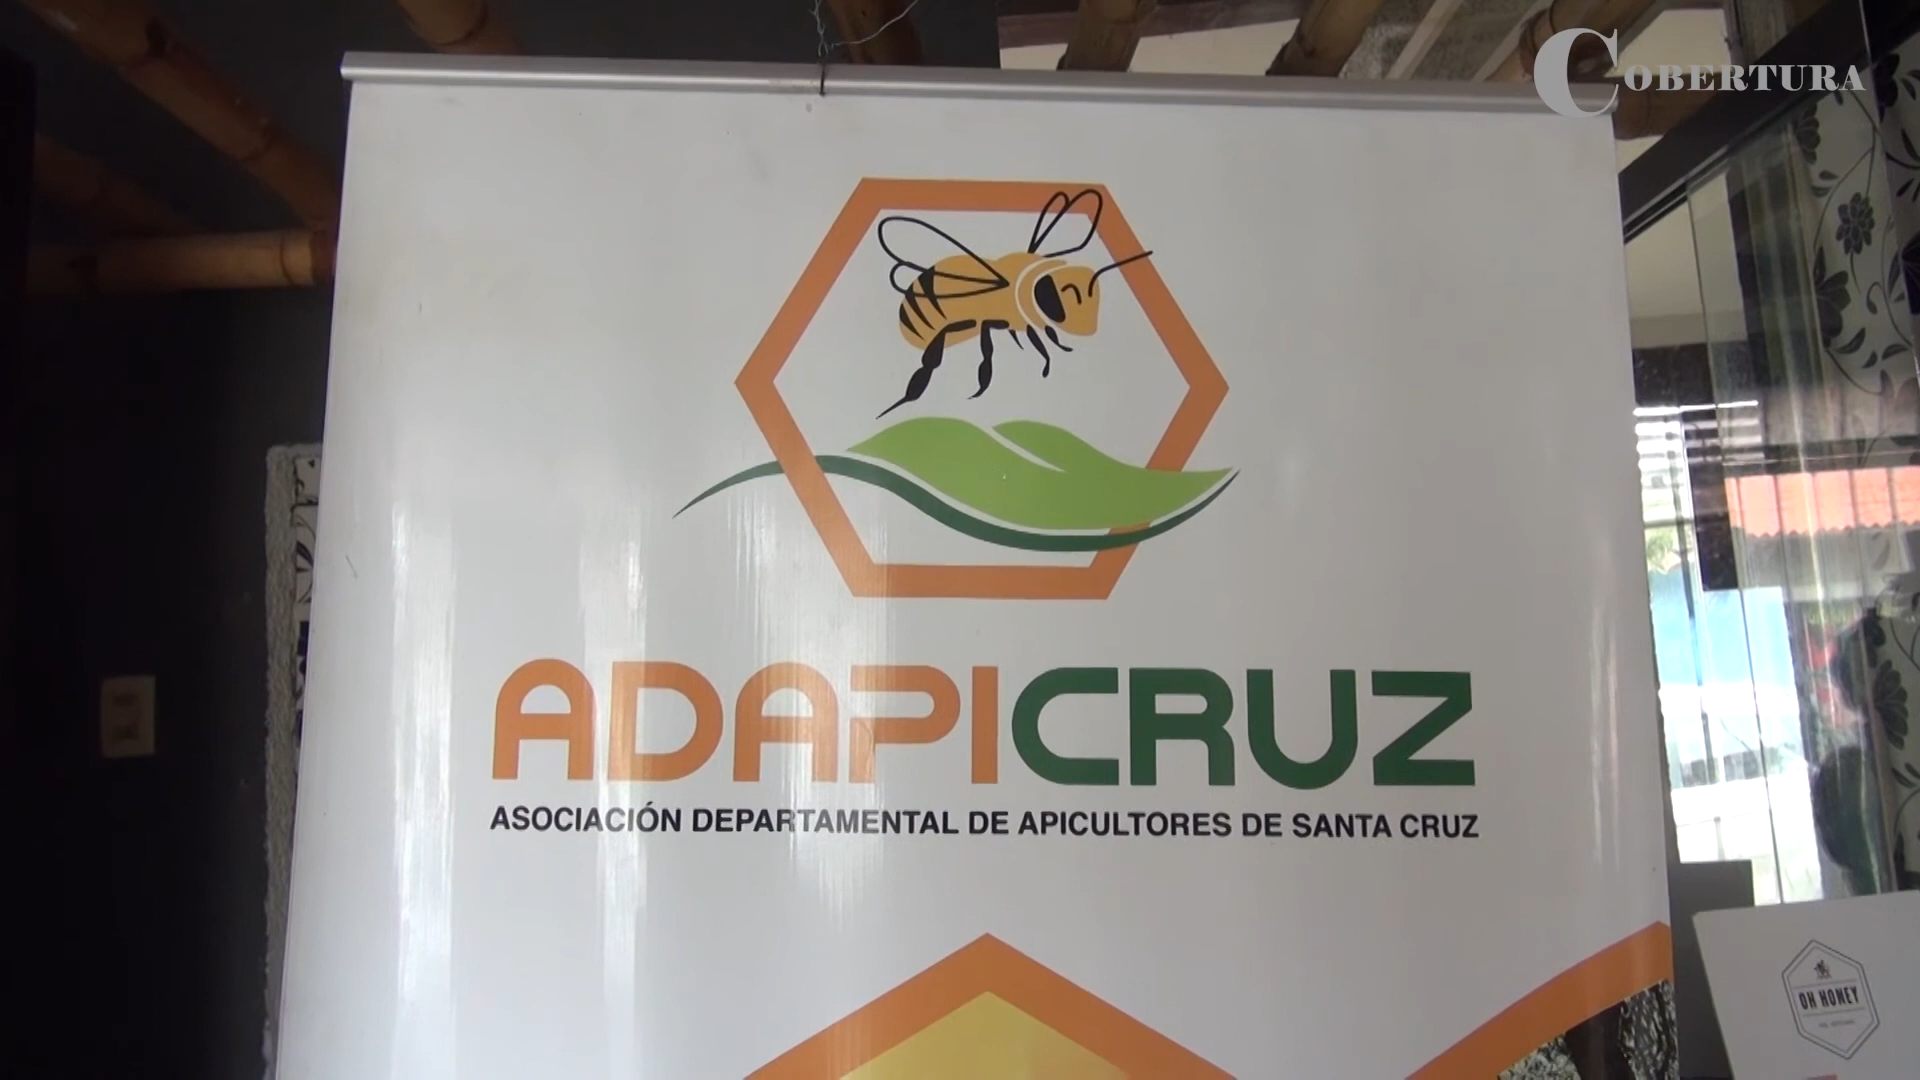 COBERTURA
ADAPICRUZ
ASOCIACIÓN DEPARTAMENTAL DE APICULTORES DE SANTA CRUZ
OH HONEY